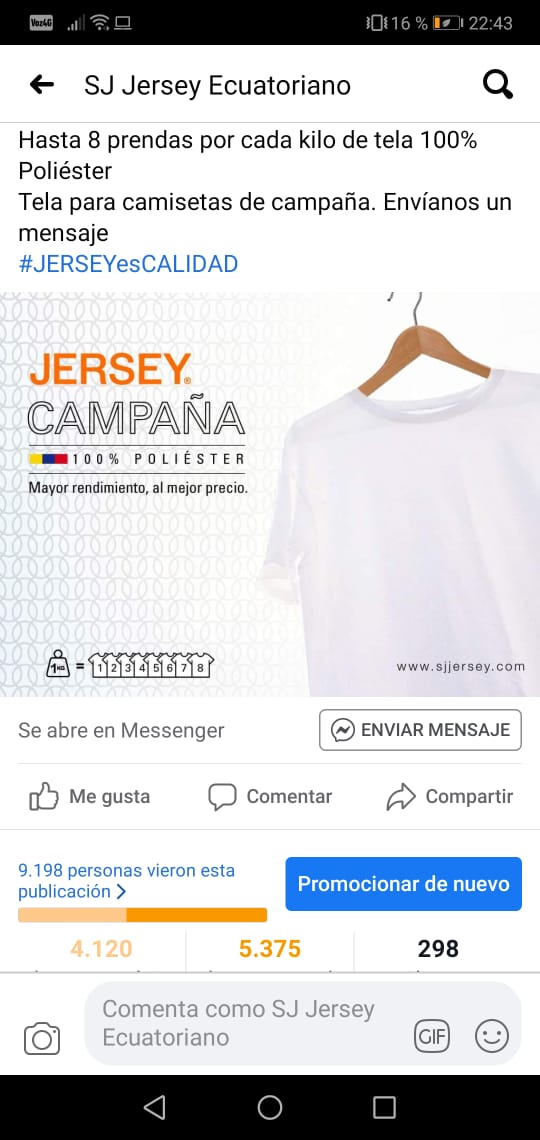 Voz4G 16 % 22:43
SJ Jersey Ecuatoriano
Hasta 8 prendas por cada kilo de tela 100%
Poliéster
Tela para camisetas de campaña. Envíanos un
mensaje
#JERSEYesCALIDAD
JERSEY®
CAMPAÑA
100% POLIÉSTER
Mayor rendimiento, al mejor precio.
1KG = 1 2 3 4 5 6 7 8
www.sjjersey.com
Se abre en Messenger
ENVIAR MENSAJE
Me gusta
Comentar
Compartir
9.198 personas vieron esta
publicación
Promocionar de nuevo
4.120 5.375 298
Comenta como SJ Jersey
Ecuatoriano
GIF